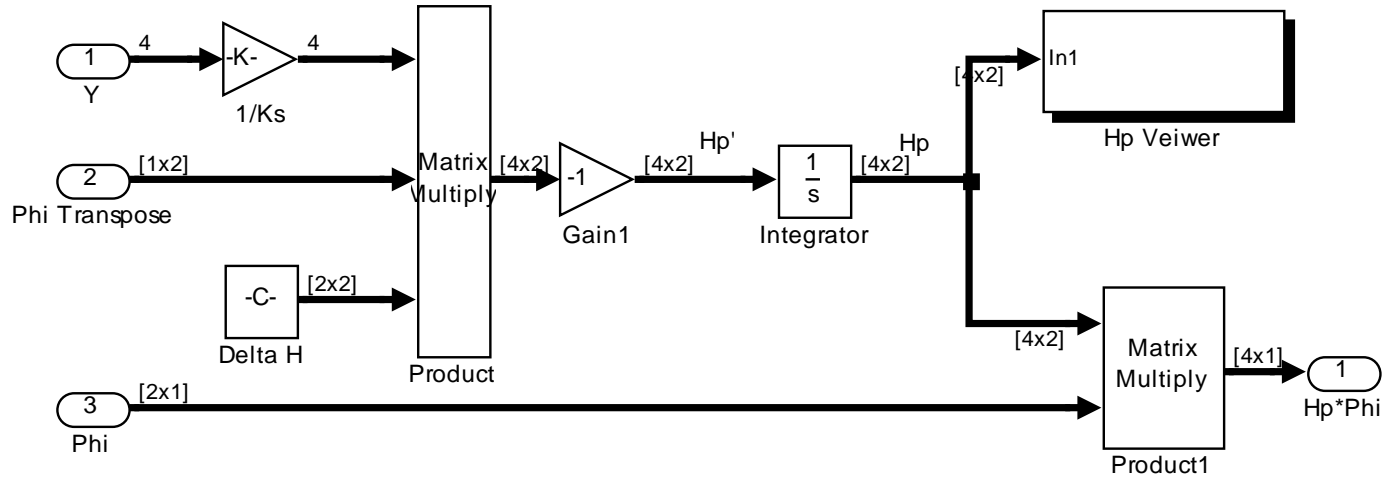 1
Y
4
-K-
1/Ks
4
2
Phi Transpose
[1x2]
-C-
Delta H
[2x2]
3
Phi
[2x1]
Matrix
Multiply
Product
[4x2]
-1
Gain1
Hp'
[4x2]
1
s
Integrator
Hp
[4x2]
[4x2]
In1
Hp Veiwer
[4x2]
Matrix
Multiply
Product1
[4x1]
1
Hp*Phi